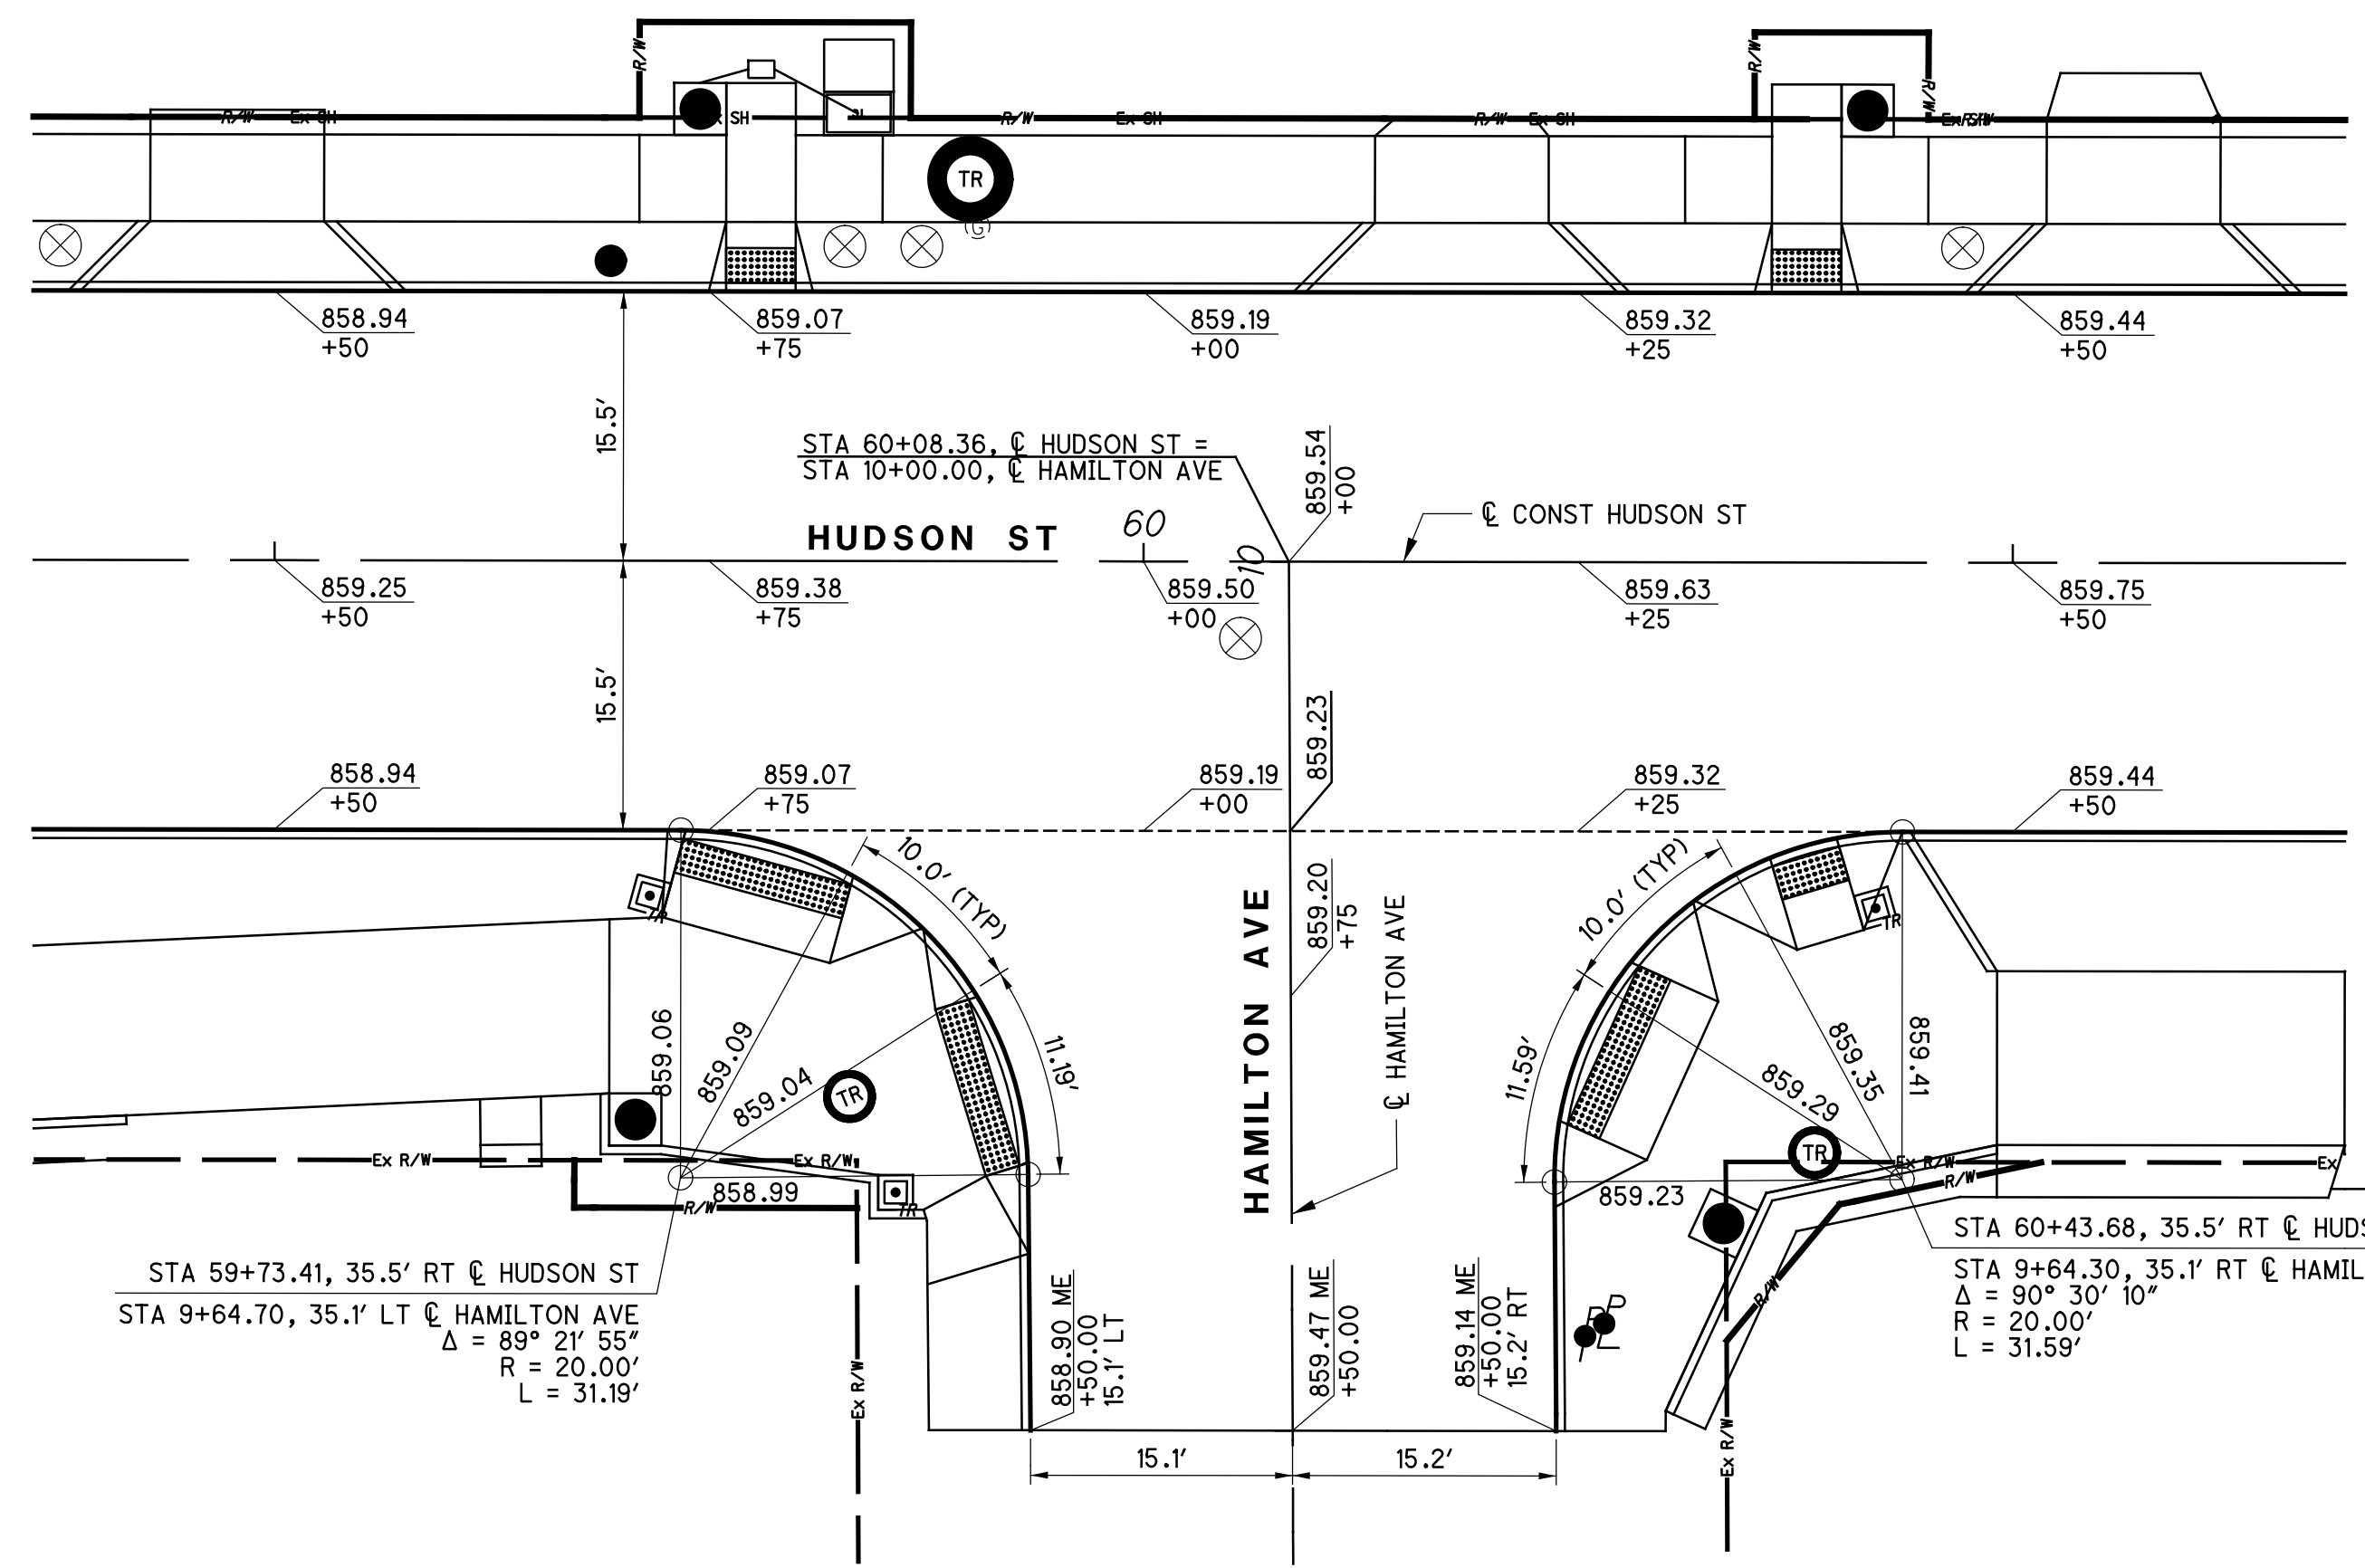 R/W
R/W
R/W
R/W
Ex SH
SH
R/W
Ex SH
R/W
Ex SH
TR
G
858.94
+50
859.07
+75
859.19
+00
859.32
+25
859.44
+50
15.5'
STA 60+08.36, ℄ HUDSON ST =
STA 10+00.00, ℄ HAMILTON AVE
859.54
+00
℄ CONST HUDSON ST
HUDSON ST
60
10
859.25
+50
859.38
+75
859.50
+00
859.63
+25
859.75
+50
15.5'
859.23
858.94
+50
859.07
+75
859.19
+00
859.32
+25
859.44
+50
10.0' (TYP)
10.0' (TYP)
859.20
+75
HAMILTON AVE
℄ HAMILTON AVE
TR
TR
859.06
859.09
859.04
TR
11.19'
11.59'
859.29
859.35
859.41
TR
Ex R/W
Ex R/W
Ex R/W
Ex
858.99
R/W
TR
859.23
R/W
STA 59+73.41, 35.5' RT ℄ HUDSON ST
STA 9+64.70, 35.1' LT ℄ HAMILTON AVE
Δ = 89° 21' 55"
R = 20.00'
L = 31.19'
STA 60+43.68, 35.5' RT ℄ HUDS
STA 9+64.30, 35.1' RT ℄ HAMIL
Δ = 90° 30' 10"
R = 20.00'
L = 31.59'
R/W
858.90 ME
+50.00
15.1' LT
859.47 ME
+50.00
859.14 ME
+50.00
15.2' RT
Ex R/W
Ex R/W
15.1'
15.2'